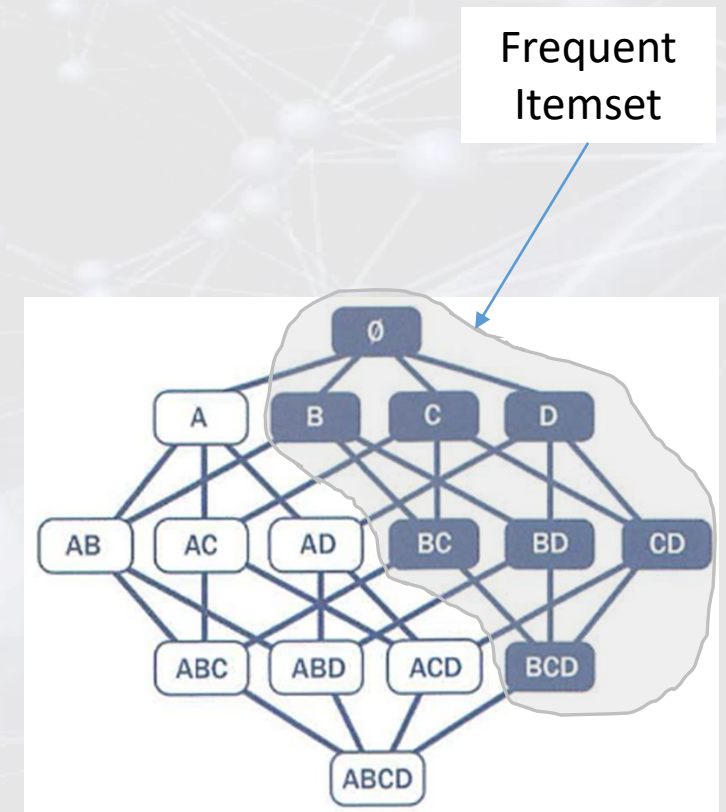 Frequent
Itemset
Ø
A B C D
AB AC AD BC BD CD
ABC ABD ACD BCD
ABCD